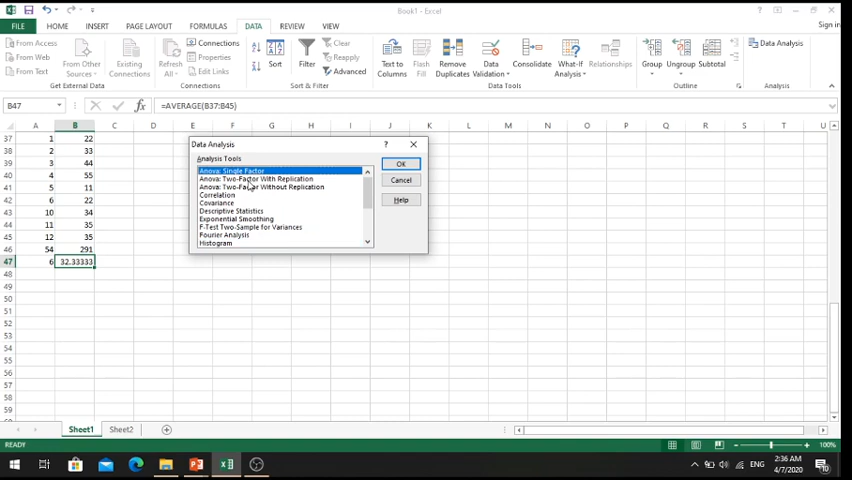 Book1 - Excel
FILE HOME INSERT PAGE LAYOUT FORMULAS DATA REVIEW VIEW Sign in
From Access
From Web
From Text
From Other Sources
Existing Connections
Get External Data
Refresh All
Connections
Properties
Edit Links
Connections
Sort
Filter
Clear
Reapply
Advanced
Sort & Filter
Text to Columns
Flash Fill
Remove Duplicates
Data Validation
Consolidate
What-If Analysis
Relationships
Data Tools
Group
Ungroup
Subtotal
Outline
Data Analysis
Analysis
B47 fx =AVERAGE(B37:B45)
A B C D E F G H I J K L M N O P Q R S T U
37 1 22
38 2 33
39 3 44
40 4 55
41 5 11
42 6 22
43 10 34
44 11 35
45 12 35
46 54 291
47 6 32.33333
48
49
50
51
52
53
54
55
56
57
58
59
Data Analysis ?
Analysis Tools
Anova: Single Factor
Anova: Two-Factor With Replication
Anova: Two-Factor Without Replication
Correlation
Covariance
Descriptive Statistics
Exponential Smoothing
F-Test Two-Sample for Variances
Fourier Analysis
Histogram
OK
Cancel
Help
Sheet1 Sheet2
READY 100%
ENG
2:36 AM
4/7/2020